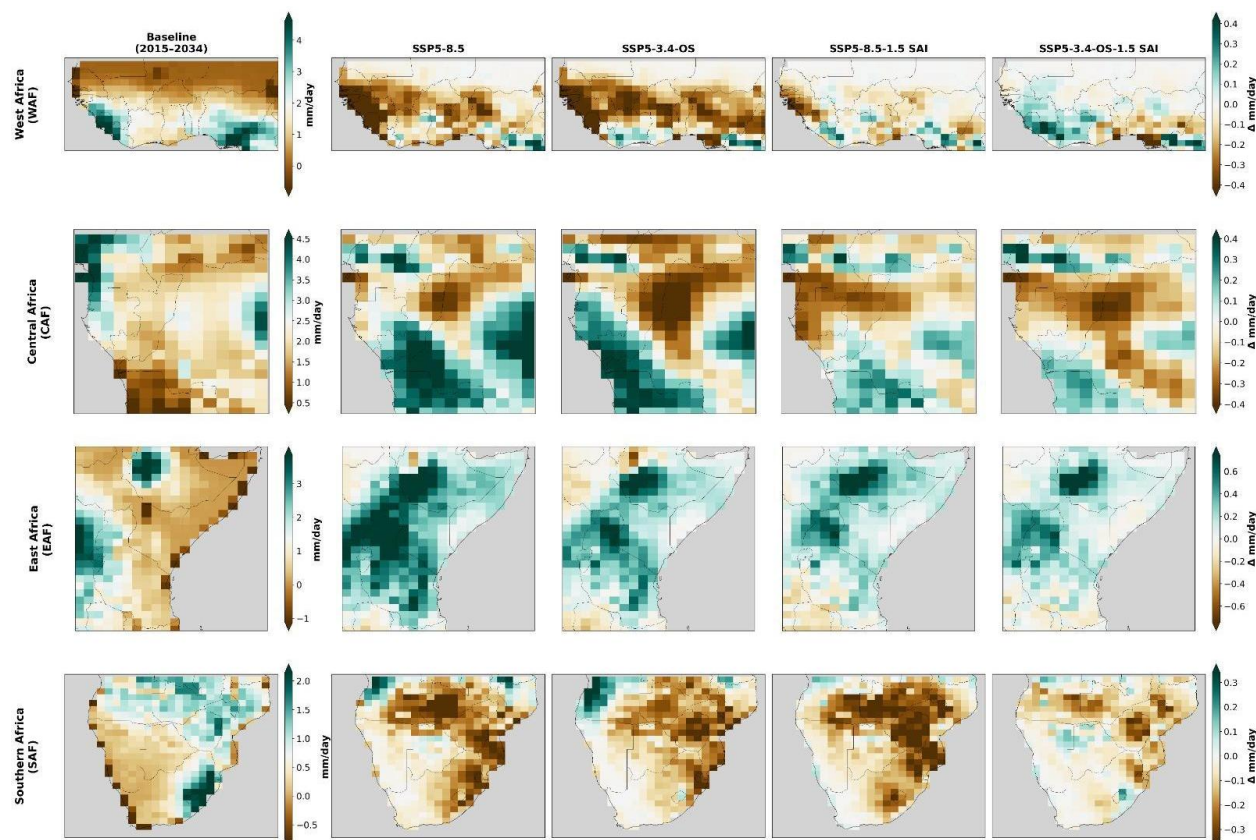 Baseline
(2015–2034)
SSP5-8.5
SSP5-3.4-OS
SSP5-8.5-1.5 SAI
SSP5-3.4-OS-1.5 SAI
West Africa
(WAF)
4
3
2
1
0
mm/day
0.4
0.3
0.2
0.1
0.0
−0.1
−0.2
−0.3
−0.4
Δ mm/day
Central Africa
(CAF)
4.5
4.0
3.5
3.0
2.5
2.0
1.5
1.0
0.5
mm/day
0.4
0.3
0.2
0.1
0.0
−0.1
−0.2
−0.3
−0.4
Δ mm/day
East Africa
(EAF)
3
2
1
0
−1
mm/day
0.6
0.4
0.2
0.0
−0.2
−0.4
−0.6
Δ mm/day
Southern Africa
(SAF)
2.0
1.5
1.0
0.5
0.0
−0.5
mm/day
0.3
0.2
0.1
0.0
−0.1
−0.2
−0.3
Δ mm/day